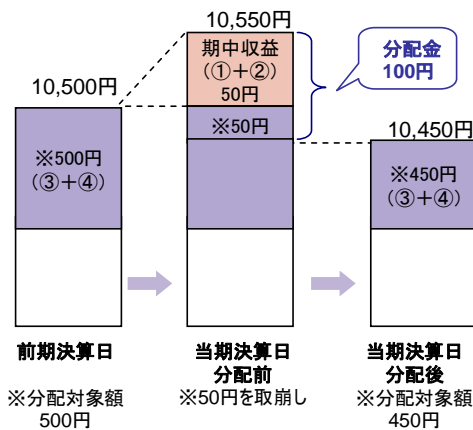 10,550円
期中収益
(①+②)
50円
分配金
100円
10,500円
※50円
10,450円
※500円
(③+④)
※450円
(③+④)
前期決算日
当期決算日
分配前
当期決算日
分配後
※分配対象額
500円
※50円を取崩し
※分配対象額
450円